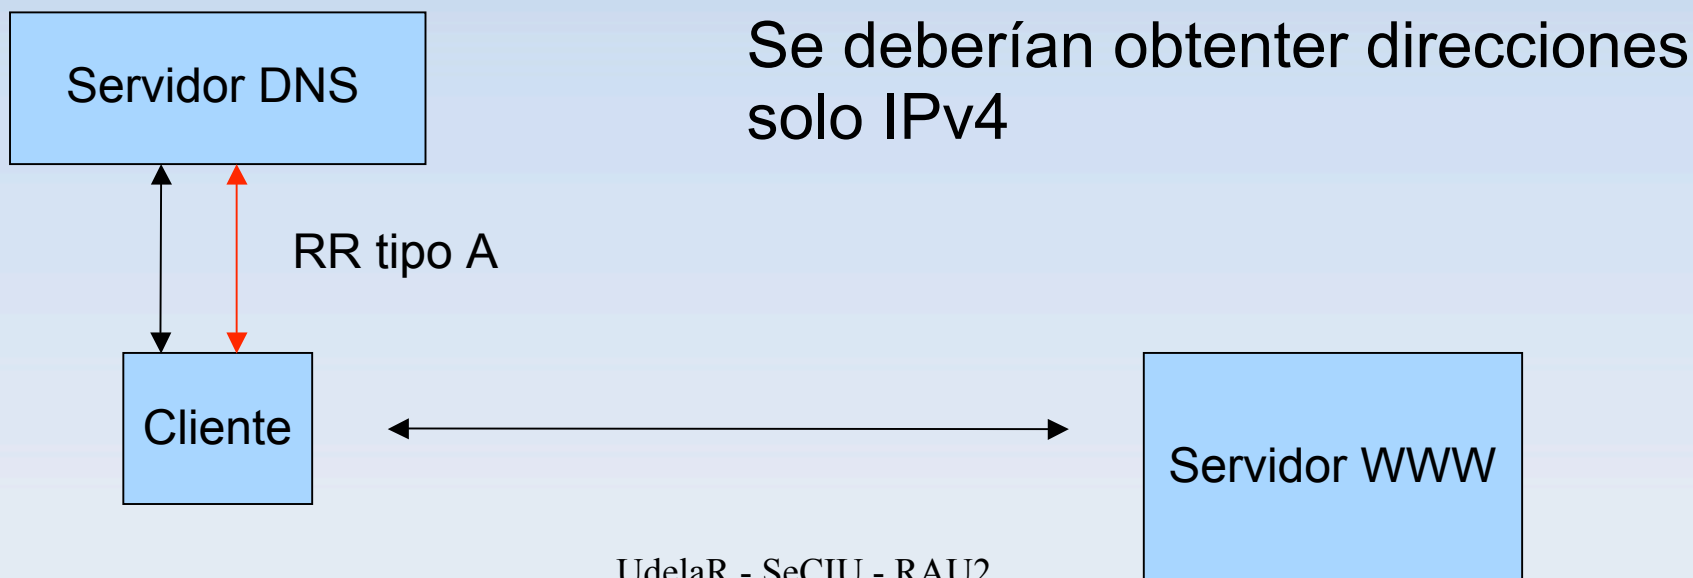 Servidor DNS
Se deberían obtenter direcciones
solo IPv4
RR tipo A
Cliente
Servidor WWW
UdelaR - SeCIU - RAU2